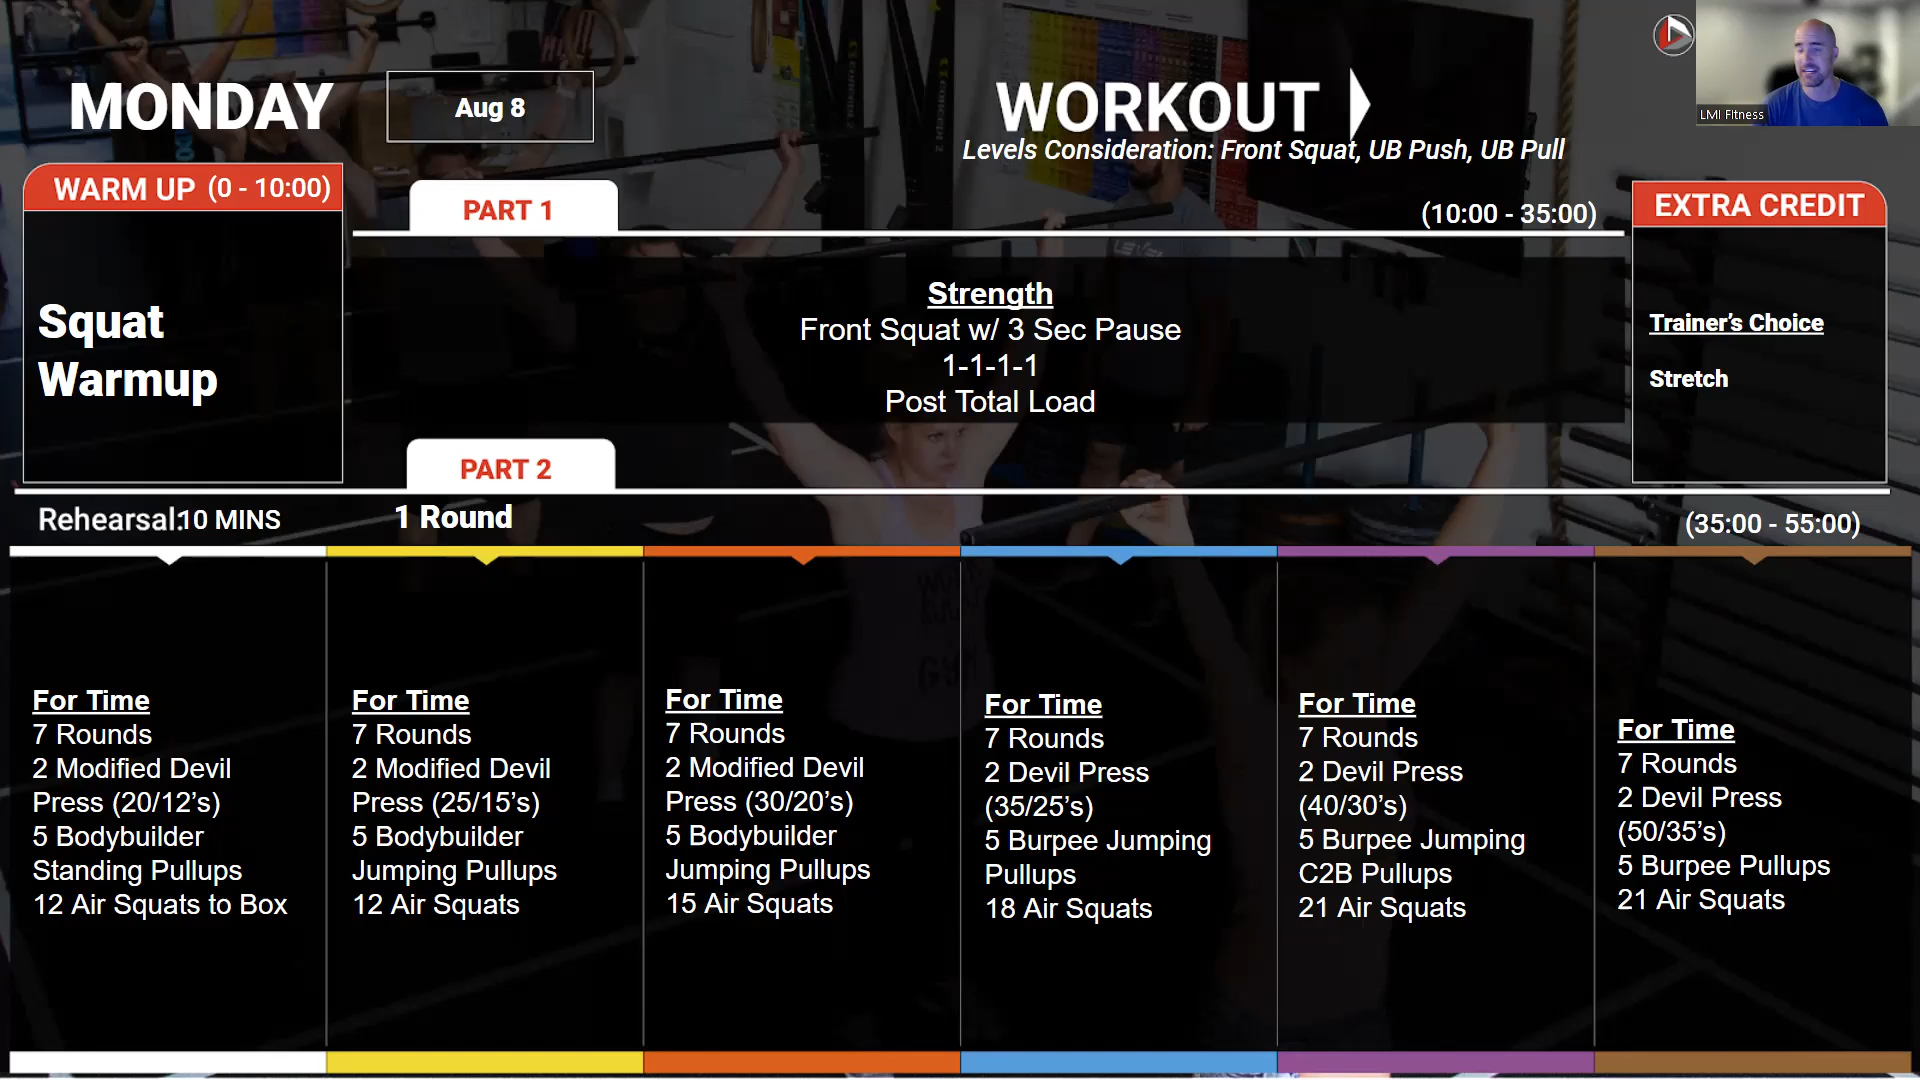 MONDAY
Aug 8
WORKOUT
Levels Consideration: Front Squat, UB Push, UB Pull
LMI Fitness
WARM UP (0 - 10:00)
Squat
Warmup
PART 1
(10:00 - 35:00)
Strength
Front Squat w/ 3 Sec Pause
1-1-1-1
Post Total Load
EXTRA CREDIT
Trainer's Choice
Stretch
PART 2
Rehearsal:10 MINS
1 Round
(35:00 - 55:00)
For Time
7 Rounds
2 Modified Devil
Press (20/12's)
5 Bodybuilder
Standing Pullups
12 Air Squats to Box
For Time
7 Rounds
2 Modified Devil
Press (25/15's)
5 Bodybuilder
Jumping Pullups
12 Air Squats
For Time
7 Rounds
2 Modified Devil
Press (30/20's)
5 Bodybuilder
Jumping Pullups
15 Air Squats
For Time
7 Rounds
2 Devil Press
(35/25's)
5 Burpee Jumping
Pullups
18 Air Squats
For Time
7 Rounds
2 Devil Press
(40/30's)
5 Burpee Jumping
C2B Pullups
21 Air Squats
For Time
7 Rounds
2 Devil Press
(50/35's)
5 Burpee Pullups
21 Air Squats